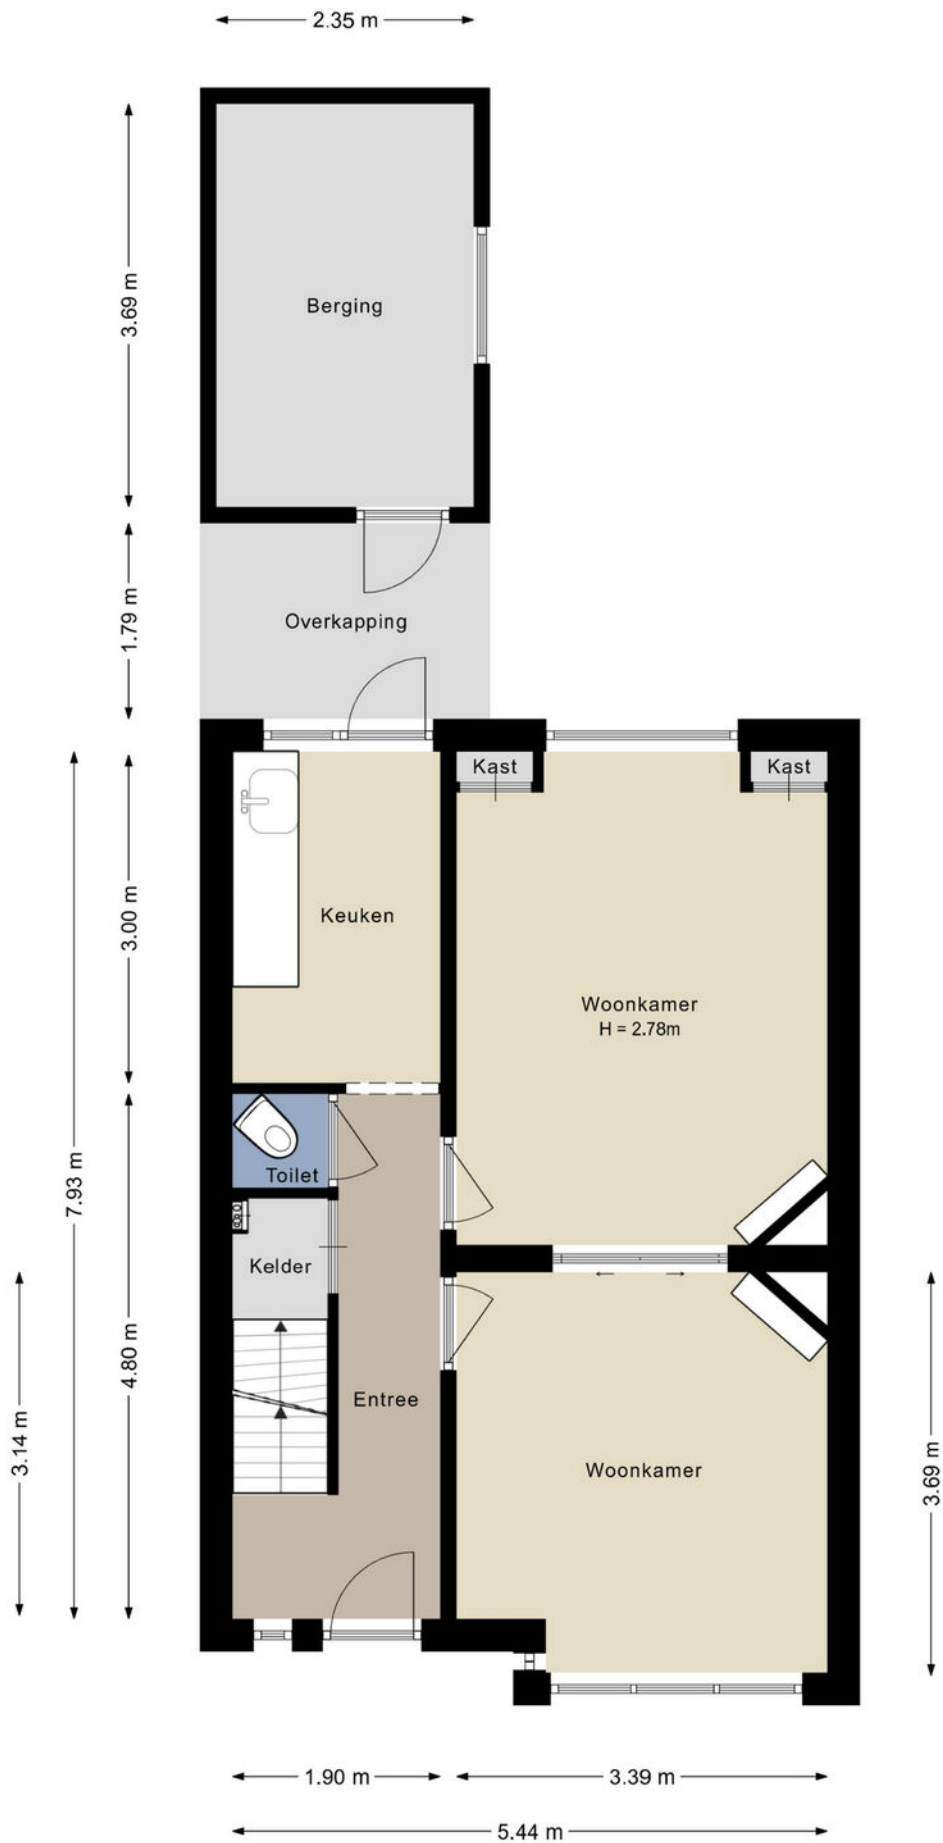 2.35 m
3.69 m
Berging
1.79 m
Overkapping
Kast
Kast
3.00 m
Keuken
Woonkamer
H = 2.78m
7.93 m
Toilet
Kelder
4.80 m
3.14 m
Entree
Woonkamer
3.69 m
1.90 m
3.39 m
5.44 m